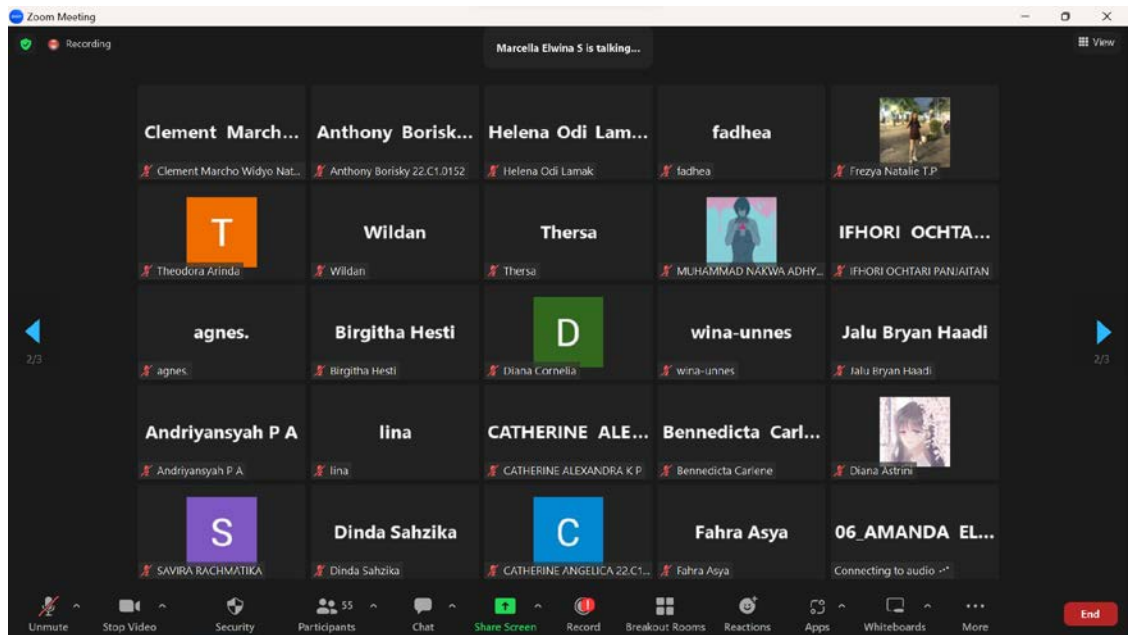 Zoom Meeting
Recording
Marcella Elwina S is talking...
View
Clement March...
Anthony Borisk...
Helena Odi Lam...
fadhea
Clement Marcho Widyo Nat...
Anthony Borisky 22.C1.0152
Helena Odi Lamak
fadhea
Frezya Natalie T.P
T
Wildan
Thersa
IFHORI OCHTA...
Theodora Arinda
Wildan
Thersa
MUHAMMAD NAKWA ADHY...
IFHORI OCHTARI PANJAITAN
agnes.
Birgitha Hesti
D
wina-unnes
Jalu Bryan Haadi
2/3
2/3
agnes.
Birgitha Hesti
Diana Cornelia
wina-unnes
Jalu Bryan Haadi
Andriyansyah P A
lina
CATHERINE ALE...
Bennedicta Carl...
Andriyansyah P A
lina
CATHERINE ALEXANDRA K P
Bennedicta Carlene
Diana Astrini
S
Dinda Sahzika
C
Fahra Asya
06_AMANDA EL...
SAVIRA RACHMATIKA
Dinda Sahzika
CATHERINE ANGELICA 22.C1...
Fahra Asya
Connecting to audio
55
Unmute
Stop Video
Security
Participants
Chat
Share Screen
Record
Breakout Rooms
Reactions
Apps
Whiteboards
More
End